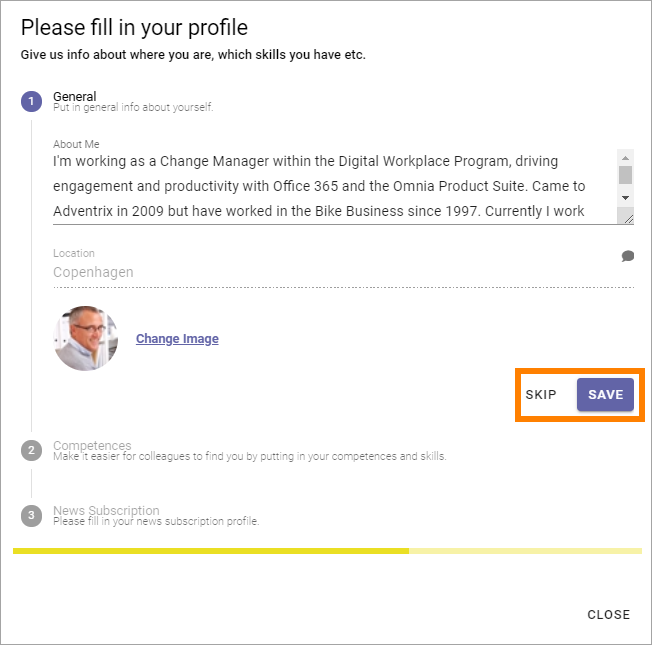 Please fill in your profile
Give us info about where you are, which skills you have etc.
1 General
Put in general info about yourself.
About Me
I'm working as a Change Manager within the Digital Workplace Program, driving
engagement and productivity with Office 365 and the Omnia Product Suite. Came to
Adventrix in 2009 but have worked in the Bike Business since 1997. Currently I work
Location
Copenhagen
Change Image
SKIP SAVE
2 Competences
Make it easier for colleagues to find you by putting in your competences and skills.
3 News Subscription
Please fill in your news subscription profile.
CLOSE